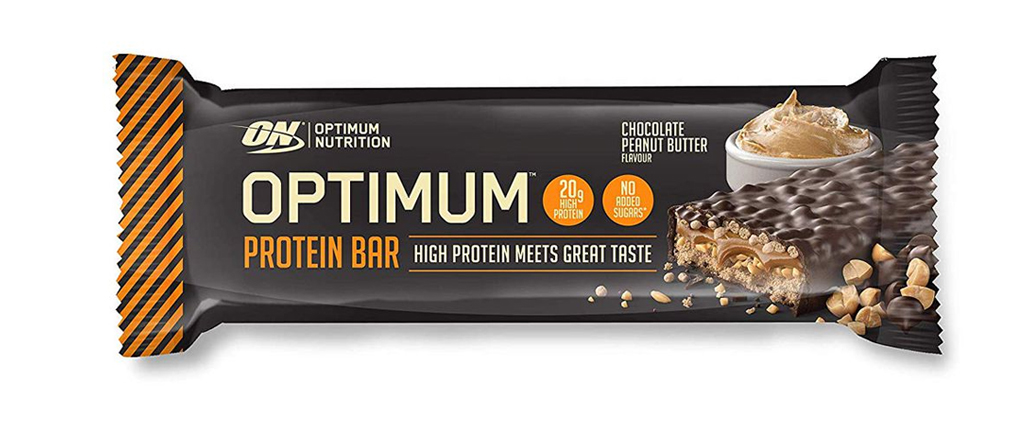 ON® OPTIMUM
NUTRITION
CHOCOLATE
PEANUT BUTTER
FLAVOUR
OPTIMUM™
20g
HIGH
PROTEIN
NO
ADDED
SUGARS*
PROTEIN BAR
HIGH PROTEIN MEETS GREAT TASTE